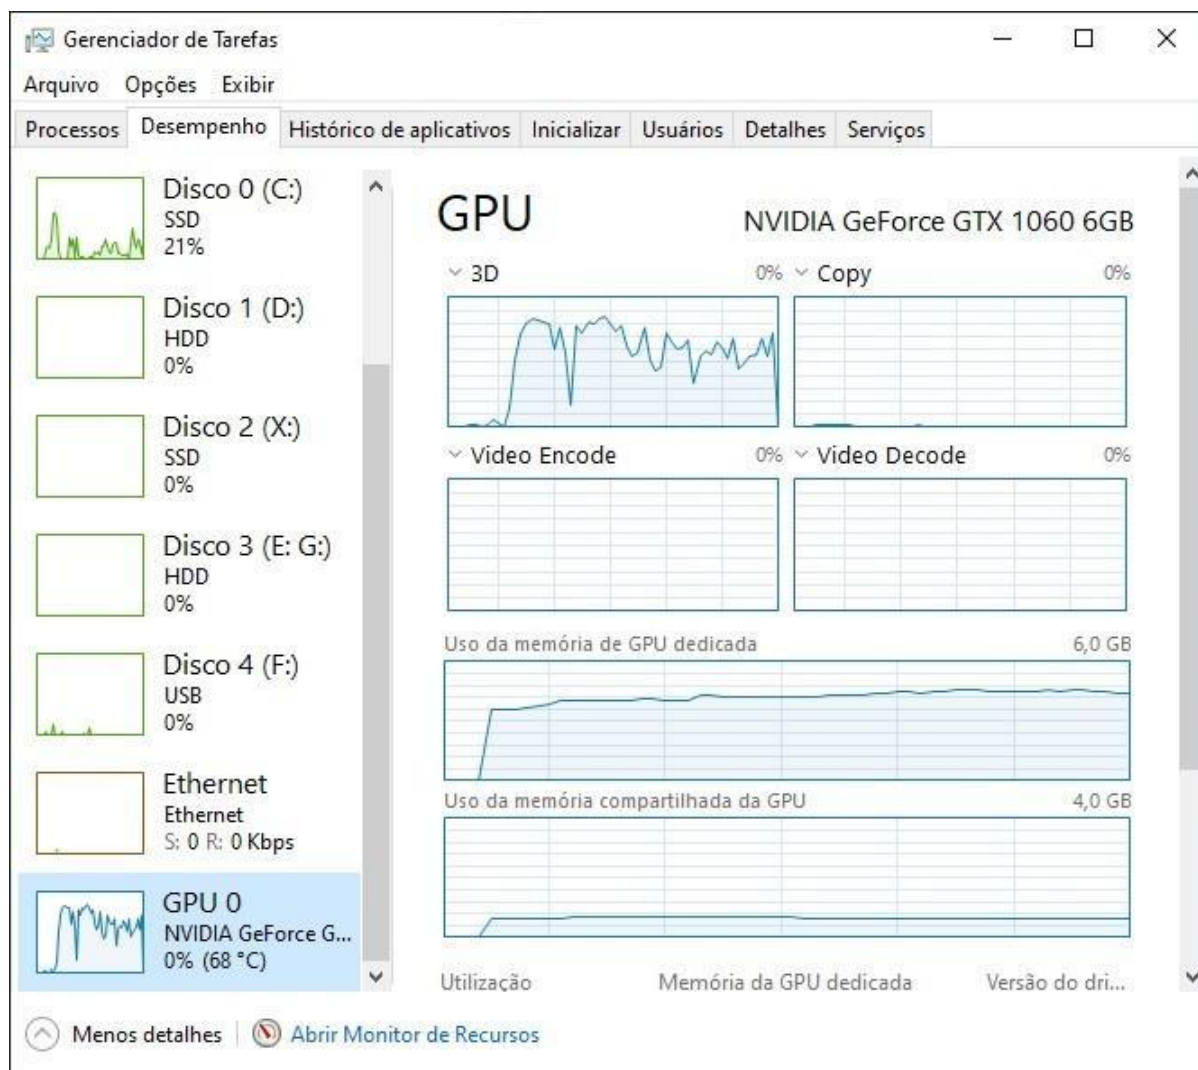 Gerenciador de Tarefas
Arquivo Opções Exibir
Processos Desempenho Histórico de aplicativos Inicializar Usuários Detalhes Serviços
Disco 0 (C:)
SSD
21%
Disco 1 (D:)
HDD
0%
Disco 2 (X:)
SSD
0%
Disco 3 (E: G:)
HDD
0%
Disco 4 (F:)
USB
0%
Ethernet
Ethernet
S: 0 R: 0 Kbps
GPU 0
NVIDIA GeForce G...
0% (68 °C)
GPU NVIDIA GeForce GTX 1060 6GB
3D 0% Copy 0%
Video Encode 0% Video Decode 0%
Uso da memória de GPU dedicada 6,0 GB
Uso da memória compartilhada da GPU 4,0 GB
Utilização Memória da GPU dedicada Versão do dri...
Menos detalhes Abrir Monitor de Recursos